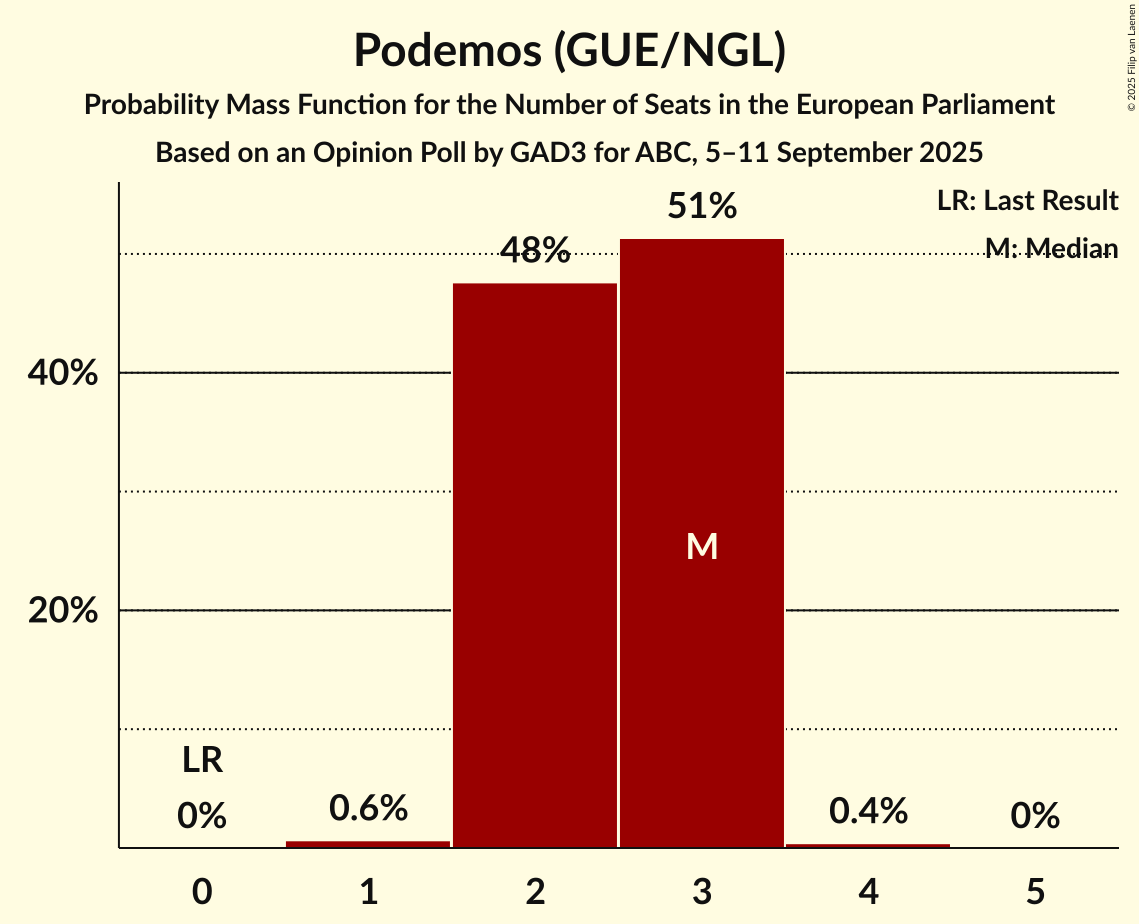 Podemos (GUE/NGL)
Probability Mass Function for the Number of Seats in the European Parliament
Based on an Opinion Poll by GAD3 for ABC, 5–11 September 2025
© 2025 Filip van Laenen
LR: Last Result
M: Median
51%
48%
40%
M
20%
LR
0%
0.6%
0.4%
0%
0 1 2 3 4 5